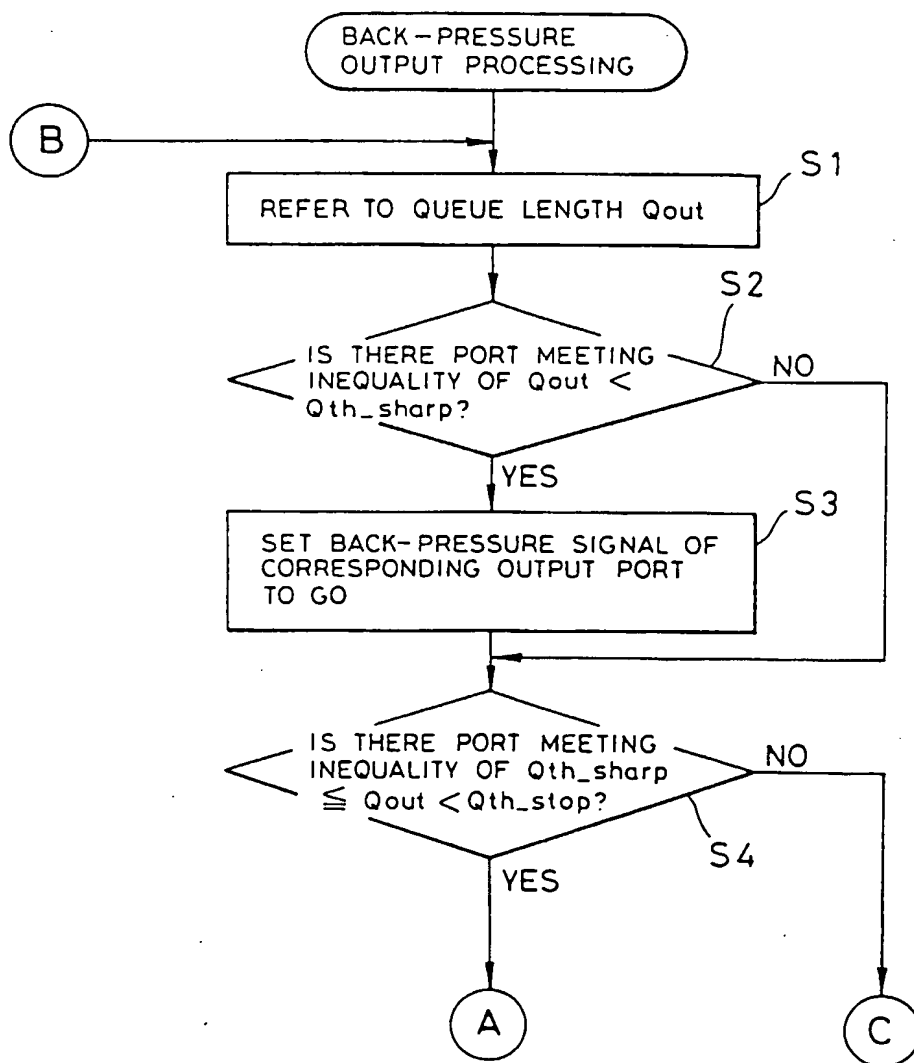 BACK-PRESSURE
OUTPUT PROCESSING
B
S1
REFER TO QUEUE LENGTH Qout
S2
IS THERE PORT MEETING
INEQUALITY OF Qout <
Qth_sharp?
NO
YES
S3
SET BACK-PRESSURE SIGNAL OF
CORRESPONDING OUTPUT PORT
TO GO
IS THERE PORT MEETING
INEQUALITY OF Qth_sharp
≦ Qout < Qth_stop?
NO
S4
YES
A
C